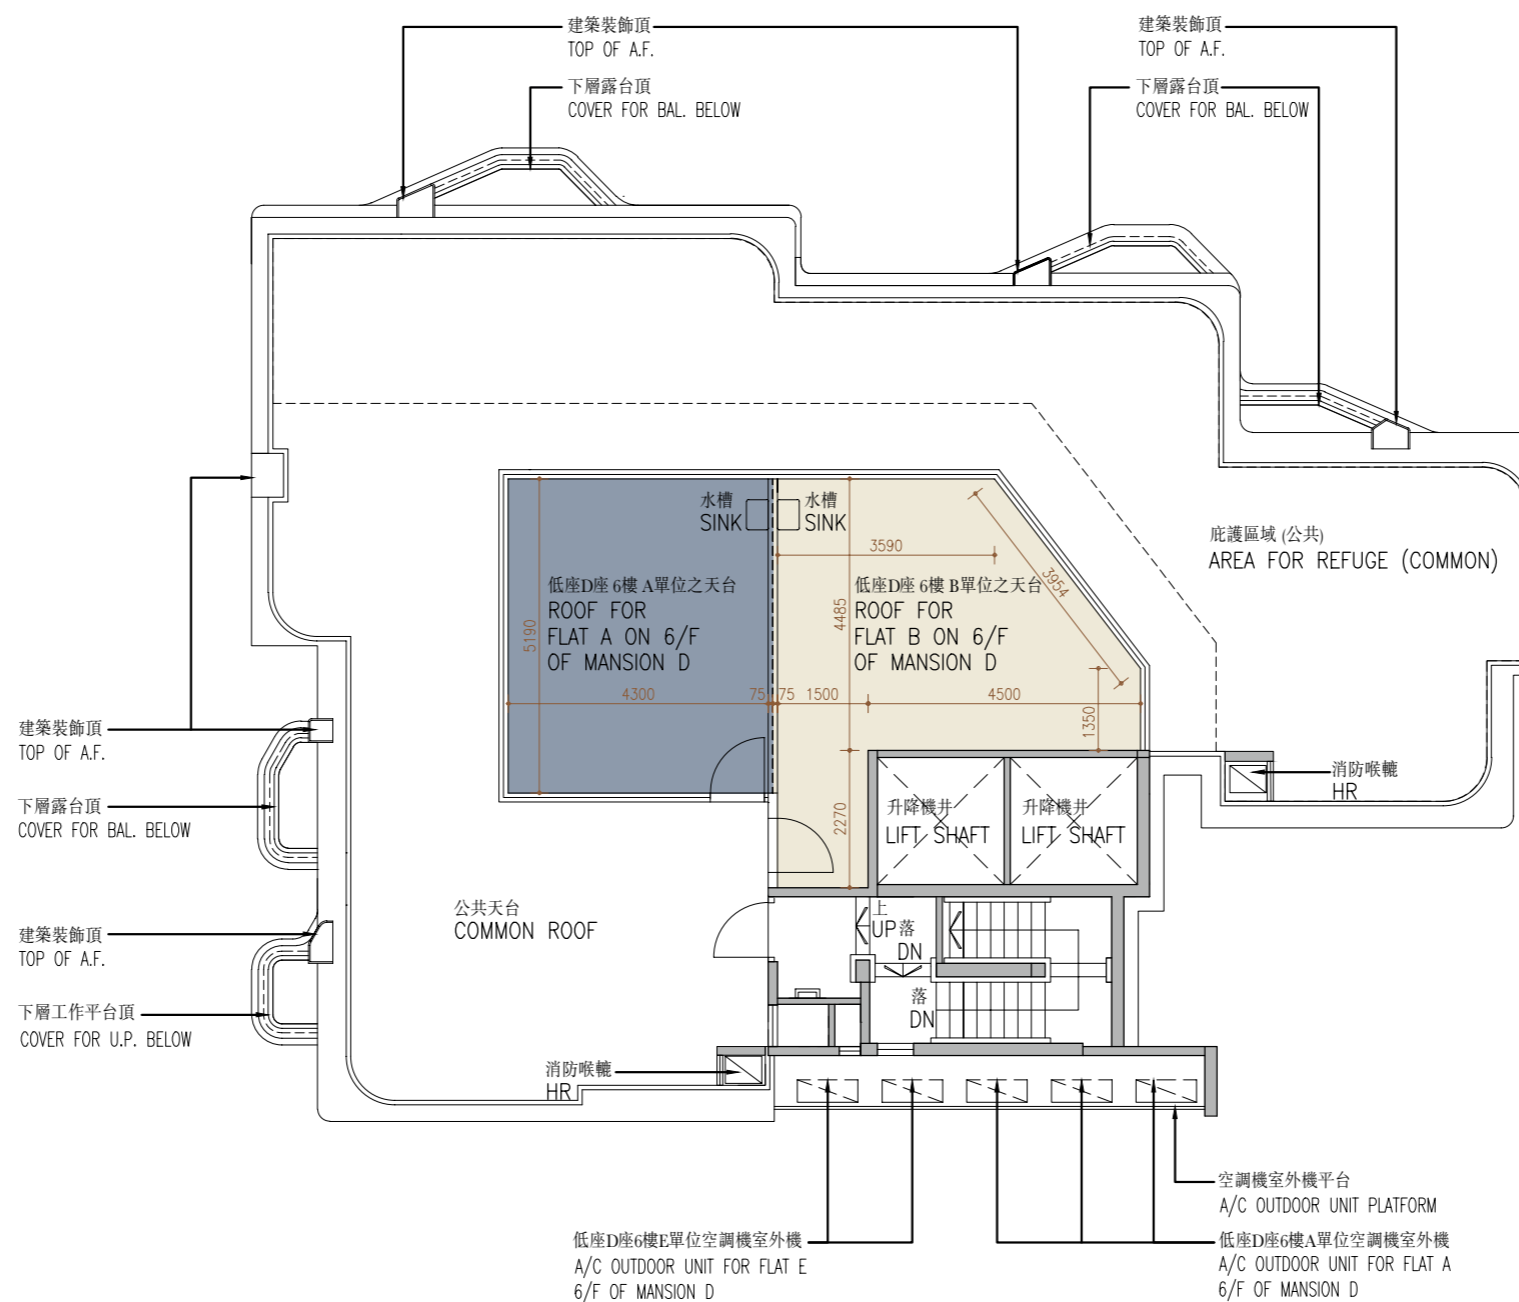 建築裝飾頂
TOP OF A.F.
下層露台頂
COVER FOR BAL. BELOW
建築裝飾頂
TOP OF A.F.
下層露台頂
COVER FOR BAL. BELOW
水槽
SINK
水槽
SINK
3590
3954
庇護區域 (公共)
AREA FOR REFUGE (COMMON)
低座D座 6樓 A單位之天台
ROOF FOR
FLAT A ON 6/F
OF MANSION D
5190
4300
75
低座D座 6樓 B單位之天台
ROOF FOR
FLAT B ON 6/F
OF MANSION D
4485
75
1500
4500
1350
2270
建築裝飾頂
TOP OF A.F.
下層露台頂
COVER FOR BAL. BELOW
升降機井
LIFT SHAFT
升降機井
LIFT SHAFT
消防喉轆
HR
公共天台
COMMON ROOF
上
UP
落
DN
落
DN
建築裝飾頂
TOP OF A.F.
下層工作平台頂
COVER FOR U.P. BELOW
消防喉轆
HR
空調機室外機平台
A/C OUTDOOR UNIT PLATFORM
低座D座6樓E單位空調機室外機
A/C OUTDOOR UNIT FOR FLAT E
6/F OF MANSION D
低座D座6樓A單位空調機室外機
A/C OUTDOOR UNIT FOR FLAT A
6/F OF MANSION D